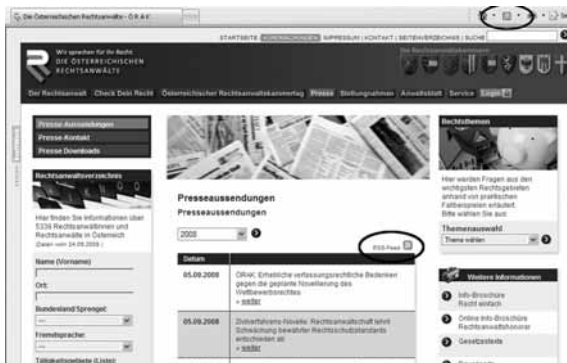 Die Österreichischen Rechtsanwälte - Ö R A K
STARTSEITE
IMPRESSUM | KONTAKT | SEITENVERZEICHNIS | SUCHE
Wir sprechen für Ihr Recht
DIE ÖSTERREICHISCHEN
RECHTSANWÄLTE
Die Rechtsanwaltskammern
Der Rechtsanwalt Check Dein Recht Österreichischer Rechtsanwaltskammertag Presse Stellungnahmen Anwaltsblatt Service Login
Presse-Aussendungen
Presse-Kontakt
Presse Downloads
Rechtsanwaltsverzeichnis
Hier finden Sie Informationen über
5339 Rechtsanwältinnen und
Rechtsanwälte in Österreich
(Daten vom 24.09.2008.)
Name (Vorname)
Ort:
Bundesland/Sprengel:
---
Fremdsprache:
---
Tätigkeitsgebiete (Liste):
Presseaussendungen
Presseaussendungen
2008
RSS-Feed
Datum
05.09.2008 ÖRAK: Erhebliche verfassungsrechtliche Bedenken
gegen die geplante Novellierung des
Wettbewerbsrechtes
» weiter
05.09.2008 Zivilverfahrens-Novelle: Rechtsanwaltschaft lehnt
Schwächung bewährter Rechtsschutzstandards
entschieden ab
» weiter
Rechtsthemen
Hier werden Fragen aus den
wichtigsten Rechtsgebieten
anhand von praktischen
Fallbeispielen erläutert.
Bitte wählen Sie aus:
Themenauswahl
Thema wählen
Weitere Informationen
Info-Broschüre
Recht einfach
Online Info-Broschüre
Rechtsanwaltshonorar
Gesetzestexte